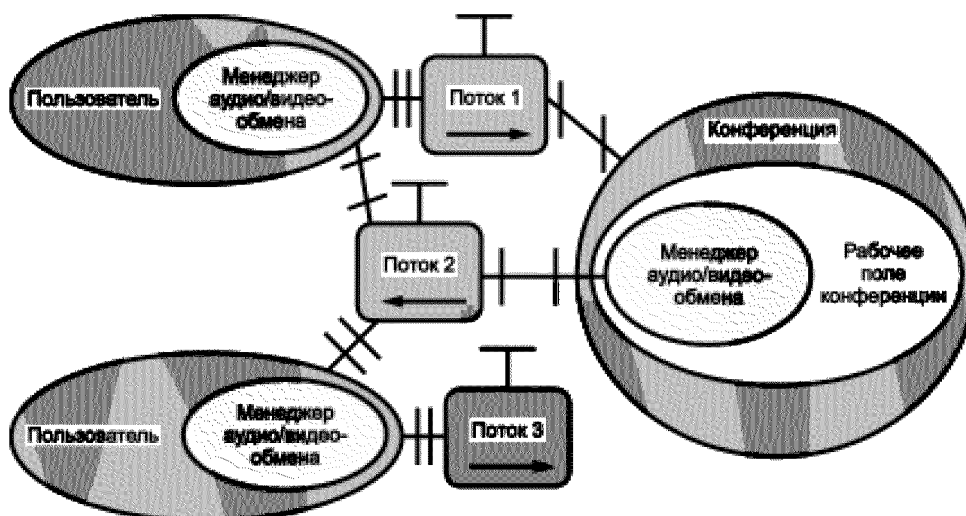 Пользователь
Менеджер
аудио/видео-
обмена
Поток 1
Конференция
Поток 2
Менеджер
аудио/видео-
обмена
Рабочее
поле
конференции
Пользователь
Менеджер
аудио/видео-
обмена
Поток 3